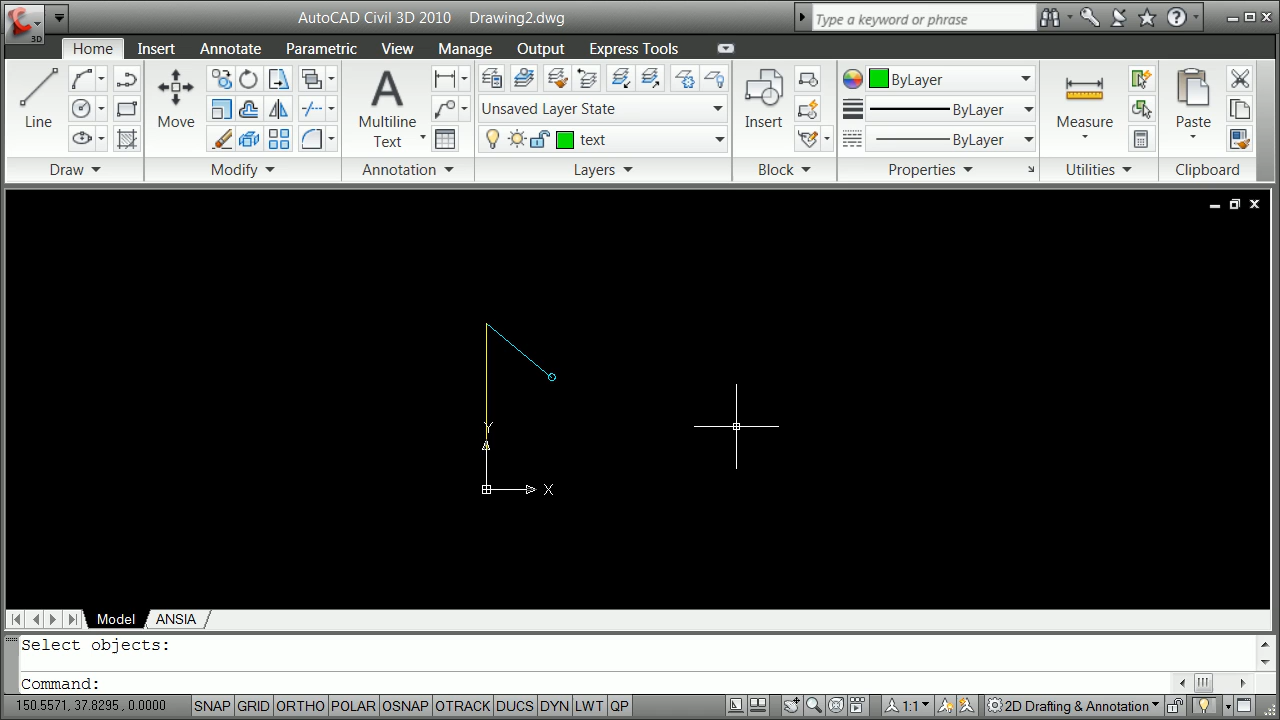 AutoCAD Civil 3D 2010 Drawing2.dwg Type a keyword or phrase
3D
Home Insert Annotate Parametric View Manage Output Express Tools
Line Move Multiline Text Unsaved Layer State Insert ByLayer Measure Paste
ByLayer
text ByLayer
Draw Modify Annotation Layers Block Properties Utilities Clipboard
Y
X
Model ANSIA
Select objects:
Command:
150.5571, 37.8295 , 0.0000 SNAP GRID ORTHO POLAR OSNAP OTRACK DUCS DYN LWT QP 1:1 2D Drafting & Annotation